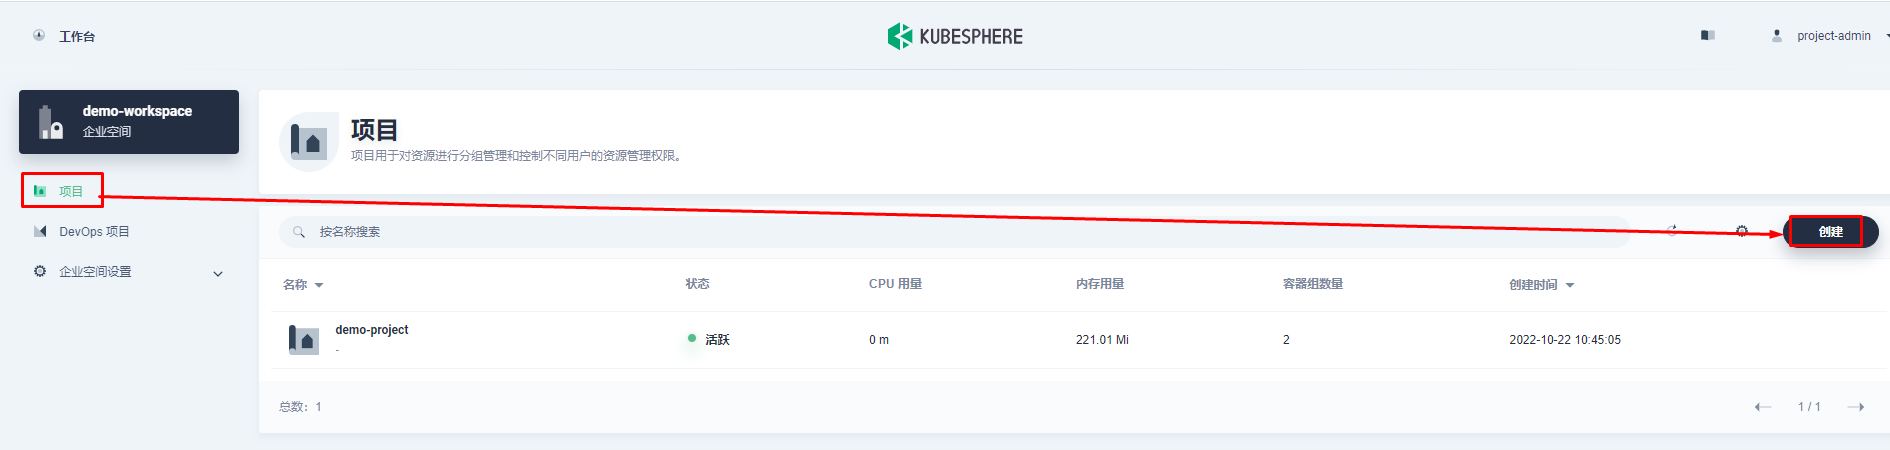 工作台
KUBESPHERE
project-admin
demo-workspace
企业空间
项目
DevOps 项目
企业空间设置
项目
项目用于对资源进行分组管理和控制不同用户的资源管理权限。
按名称搜索
创建
名称 状态 CPU 用量 内存用量 容器组数量 创建时间
demo-project 活跃 0 m 221.01 Mi 2 2022-10-22 10:45:05
-
总数：1
1 / 1